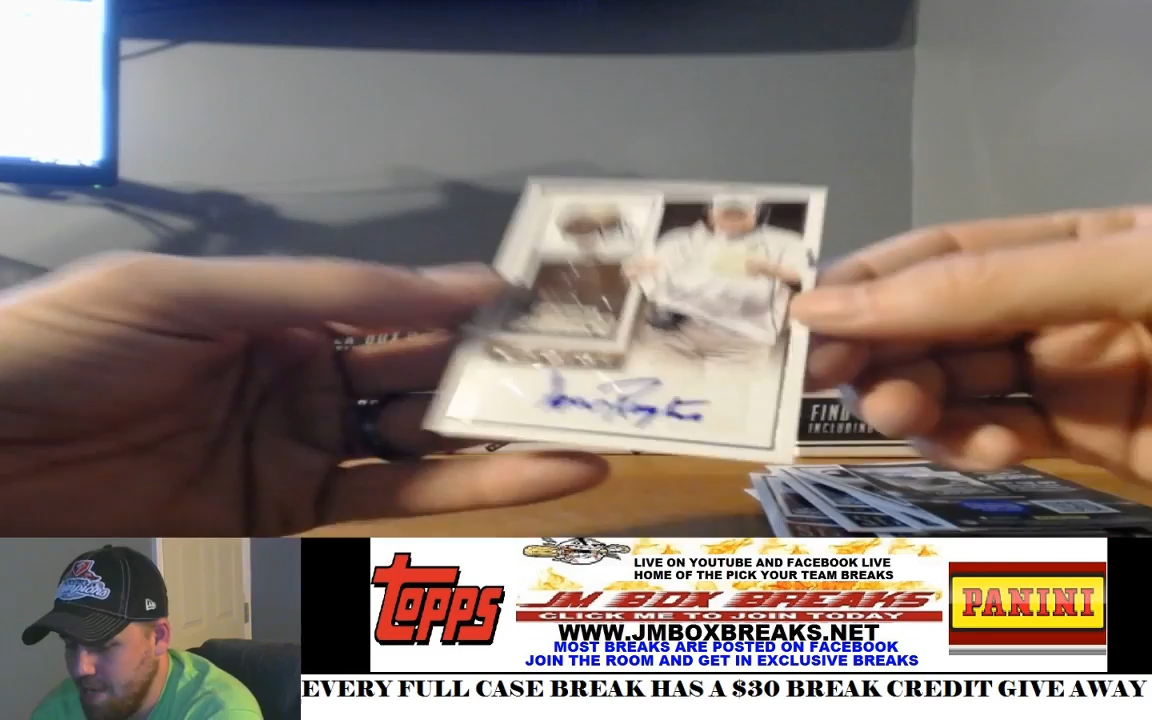 FIND
INCLUDING
TOPPS
LIVE ON YOUTUBE AND FACEBOOK LIVE
HOME OF THE PICK YOUR TEAM BREAKS
JM BOX BREAKS
CLICK ME TO JOIN TODAY
WWW.JMBOXBREAKS.NET
MOST BREAKS ARE POSTED ON FACEBOOK
JOIN THE ROOM AND GET IN EXCLUSIVE BREAKS
PANINI
EVERY FULL CASE BREAK HAS A $30 BREAK CREDIT GIVE AWAY